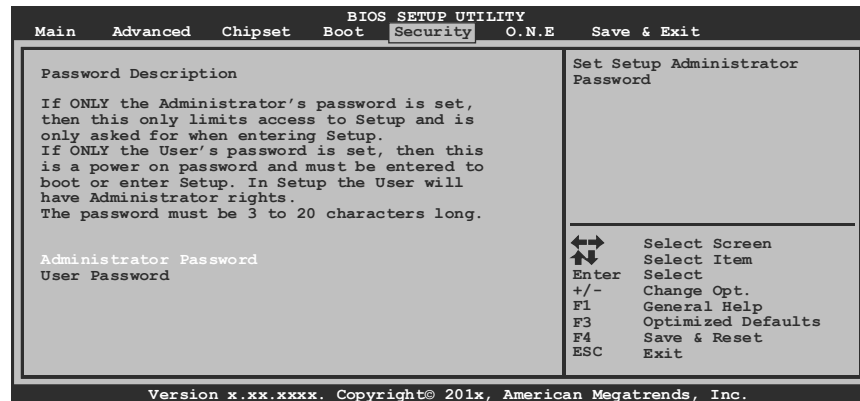 BIOS SETUP UTILITY
Main Advanced Chipset Boot Security O.N.E Save & Exit
Password Description
If ONLY the Administrator's password is set,
then this only limits access to Setup and is
only asked for when entering Setup.
If ONLY the User's password is set, then this
is a power on password and must be entered to
boot or enter Setup. In Setup the User will
have Administrator rights.
The password must be 3 to 20 characters long.
Administrator Password
User Password
Set Setup Administrator
Password
Select Screen
Select Item
Enter Select
+/- Change Opt.
F1 General Help
F3 Optimized Defaults
F4 Save & Reset
ESC Exit
Version x.xx.xxxx. Copyright© 201x, American Megatrends, Inc.